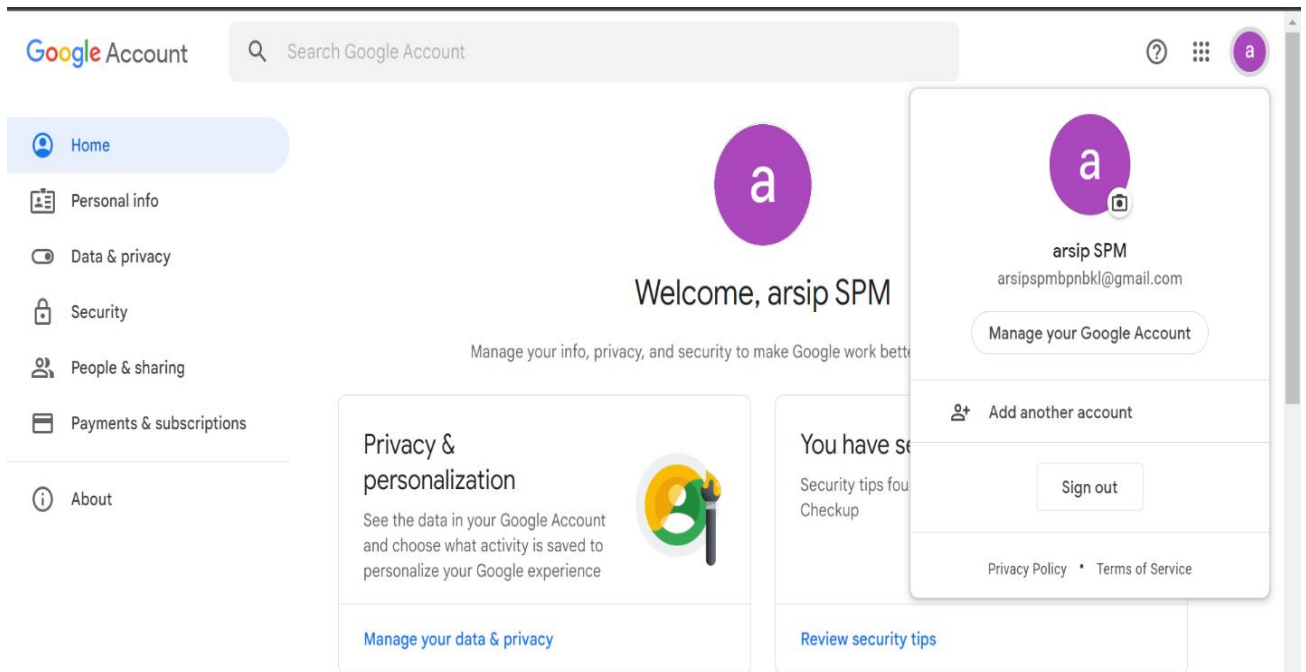 Google Account
Search Google Account
a
Home
Personal info
Data & privacy
Security
People & sharing
Payments & subscriptions
About
a
Welcome, arsip SPM
Manage your info, privacy, and security to make Google work
Privacy &
personalization
See the data in your Google Account
and choose what activity is saved to
personalize your Google experience
Manage your data & privacy
You have
Security tips
Checkup
Review security tips
a
arsip SPM
arsipspmbpnbkl@gmail.com
Manage your Google Account
Add another account
Sign out
Privacy Policy • Terms of Service